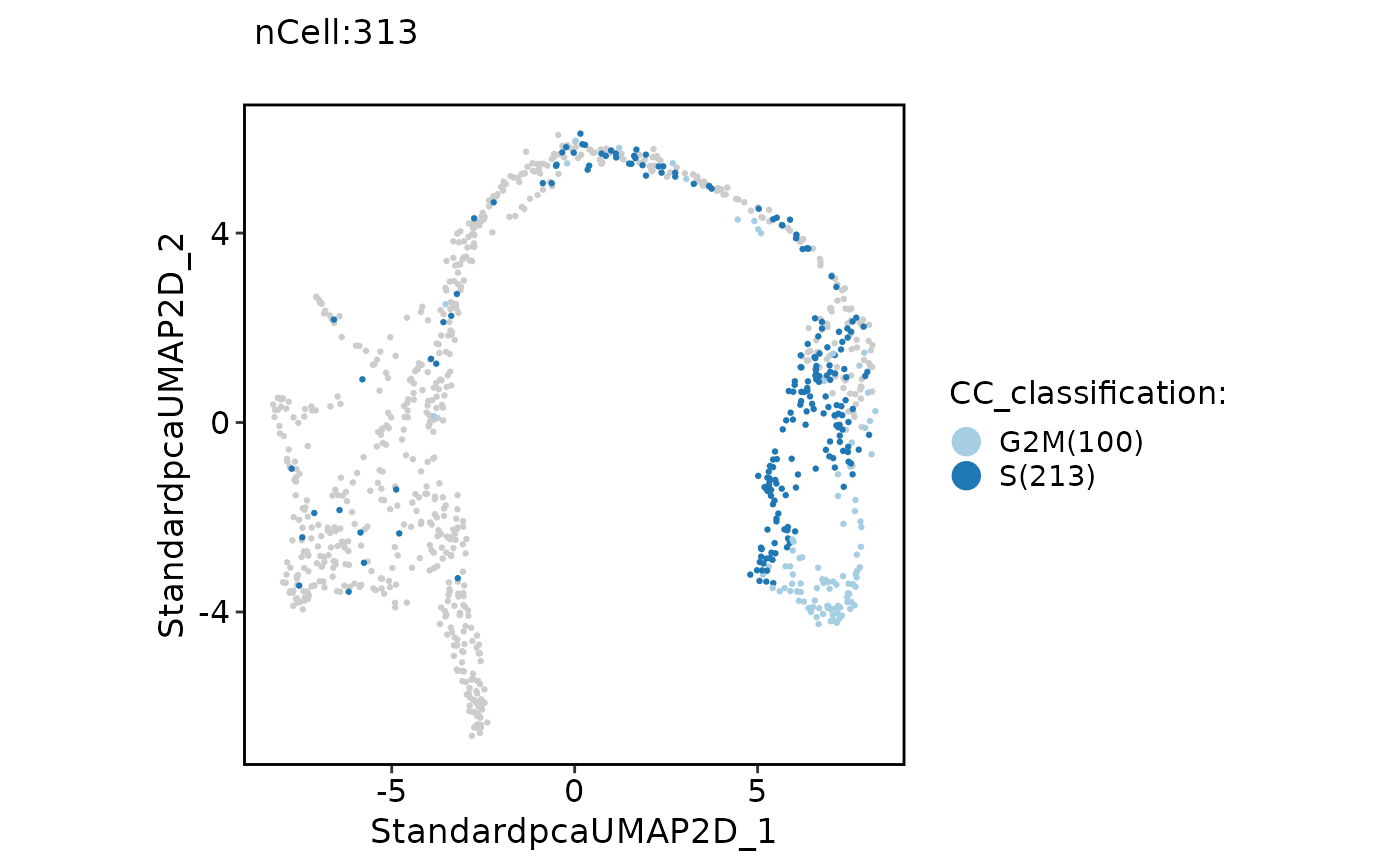 nCell:313
StandardpcaUMAP2D_2
4
0
-4
-5
0
5
StandardpcaUMAP2D_1
CC_classification:
G2M(100)
S(213)